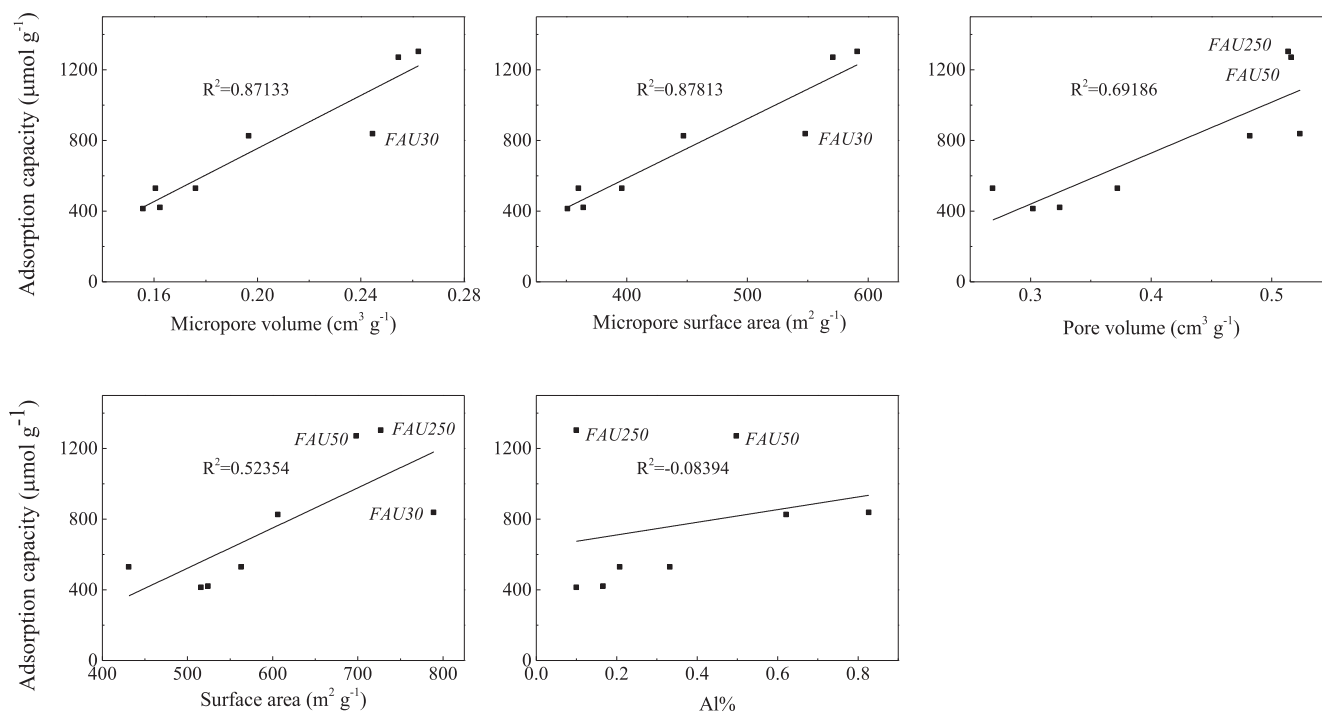 Adsorption capacity (µmol g⁻¹)
1200
800
400
0
R²=0.87133
FAU30
0.16 0.20 0.24 0.28
Micropore volume (cm³ g⁻¹)
R²=0.87813
FAU30
400 500 600
Micropore surface area (m² g⁻¹)
FAU250
FAU50
R²=0.69186
0.3 0.4 0.5
Pore volume (cm³ g⁻¹)
1200
800
400
0
1200
800
400
0
Adsorption capacity (µmol g⁻¹)
1200
800
400
0
FAU50 FAU250
R²=0.52354
FAU30
400 500 600 700 800
Surface area (m² g⁻¹)
1200
800
400
0
FAU250 FAU50
R²=-0.08394
0.0 0.2 0.4 0.6 0.8
Al%